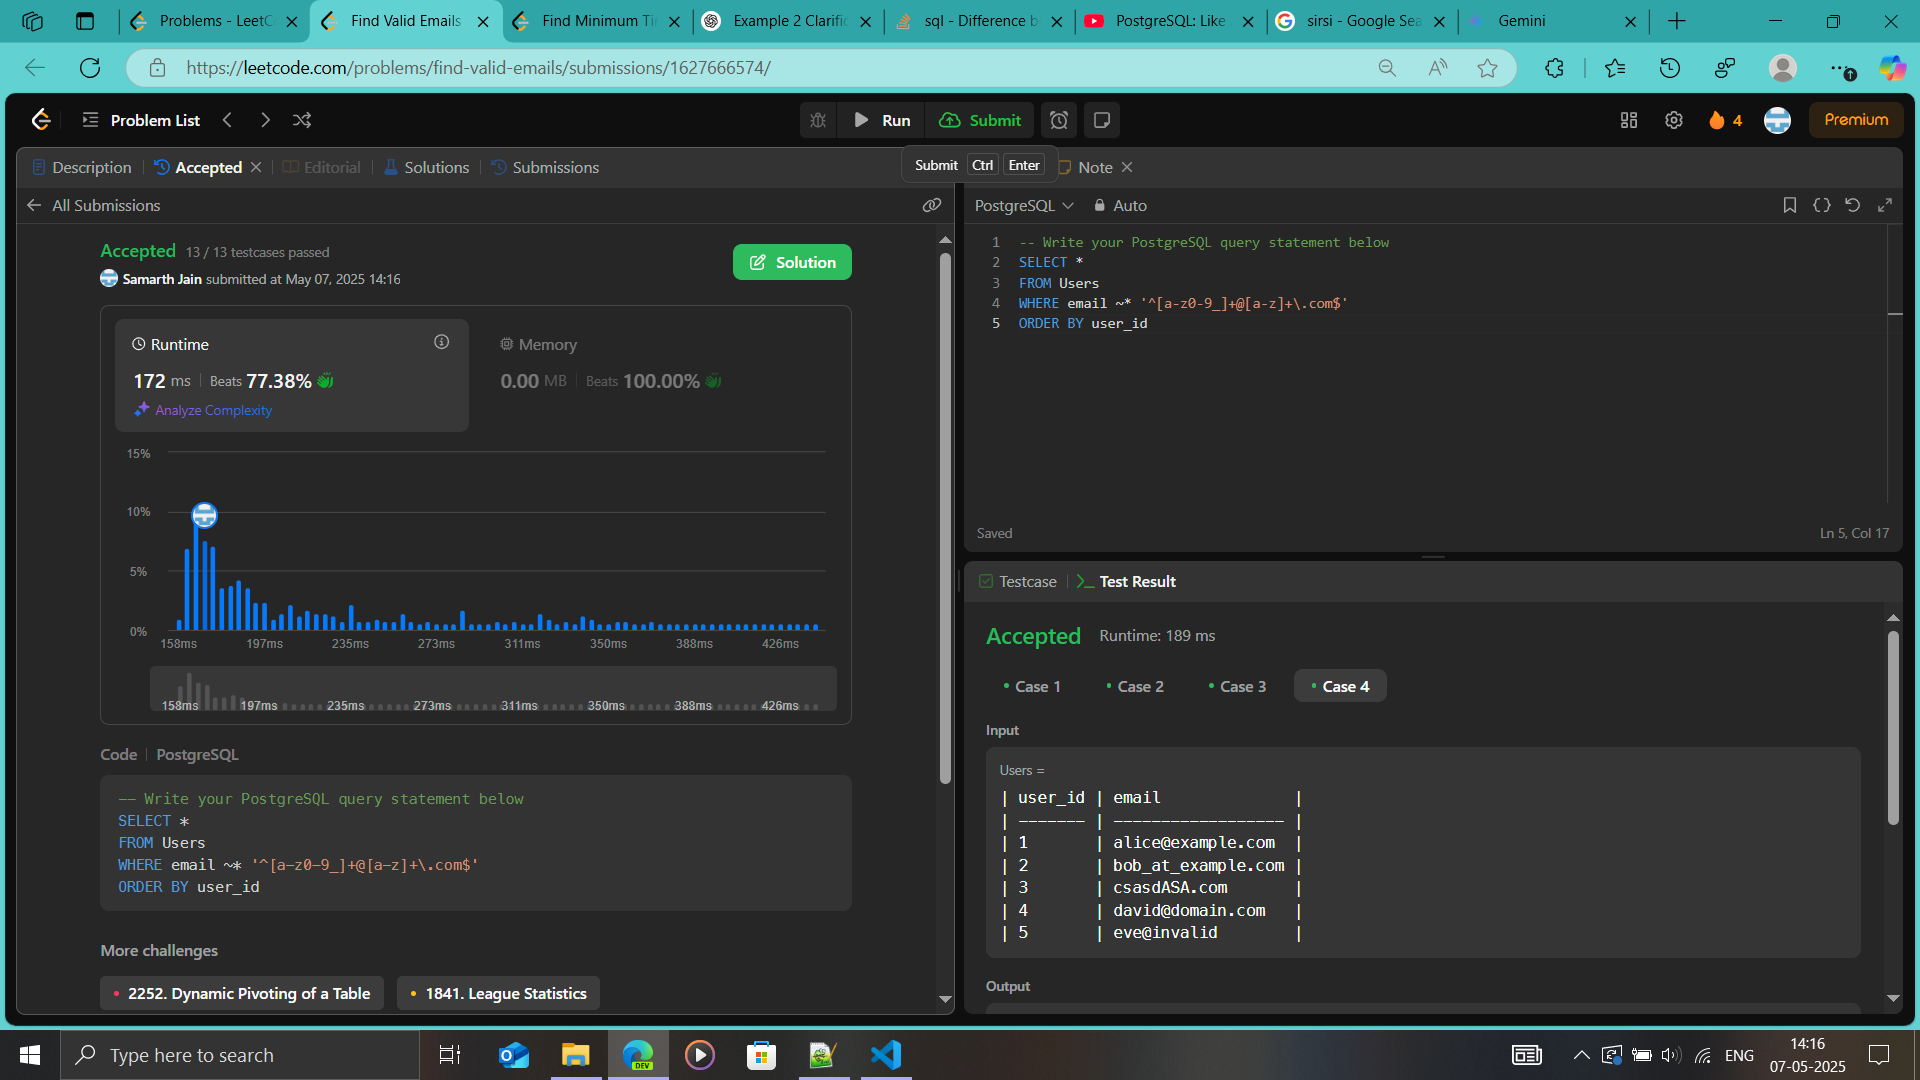 Problems - LeetC
Find Valid Emails
Find Minimum Ti
Example 2 Clarific
sql - Difference b
PostgreSQL: Like
sirsi - Google Sea
Gemini
https://leetcode.com/problems/find-valid-emails/submissions/1627666574/
Problem List
Run
Submit
4
Premium
Description
Accepted
Editorial
Solutions
Submissions
Submit Ctrl Enter
Note
All Submissions
PostgreSQL
Auto
Accepted 13 / 13 testcases passed
Samarth Jain submitted at May 07, 2025 14:16
Solution
Runtime
172 ms Beats 77.38%
Analyze Complexity
Memory
0.00 MB Beats 100.00%
15%
10%
5%
0%
158ms 197ms 235ms 273ms 311ms 350ms 388ms 426ms
158ms 197ms 235ms 273ms 311ms 350ms 388ms 426ms
Code PostgreSQL
-- Write your PostgreSQL query statement below
SELECT *
FROM Users
WHERE email ~* '^[a-z0-9_]+@[a-z]+\.com$'
ORDER BY user_id
More challenges
2252. Dynamic Pivoting of a Table
1841. League Statistics
1 -- Write your PostgreSQL query statement below
2 SELECT *
3 FROM Users
4 WHERE email ~* '^[a-z0-9_]+@[a-z]+\.com$'
5 ORDER BY user_id
Saved
Ln 5, Col 17
Testcase
Test Result
Accepted Runtime: 189 ms
Case 1
Case 2
Case 3
Case 4
Input
Users =
| user_id | email              |
| ------- | ------------------ |
| 1       | alice@example.com  |
| 2       | bob_at_example.com |
| 3       | csasdASA.com       |
| 4       | david@domain.com   |
| 5       | eve@invalid        |
Output
Type here to search
DEV
ENG
14:16
07-05-2025